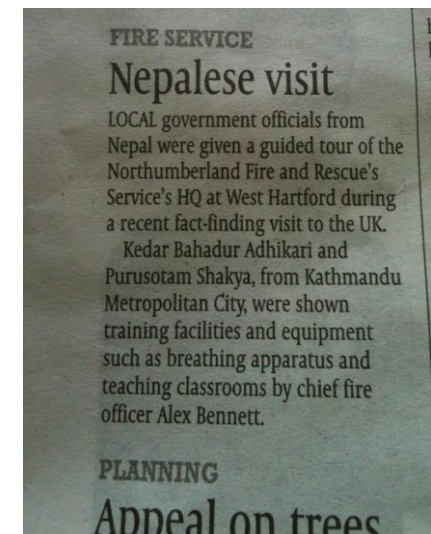 FIRE SERVICE
Nepalese visit
LOCAL government officials from
Nepal were given a guided tour of the
Northumberland Fire and Rescue's
Service's HQ at West Hartford during
a recent fact-finding visit to the UK.
Kedar Bahadur Adhikari and
Purusotam Shakya, from Kathmandu
Metropolitan City, were shown
training facilities and equipment
such as breathing apparatus and
teaching classrooms by chief fire
officer Alex Bennett.
PLANNING
Appeal on trees